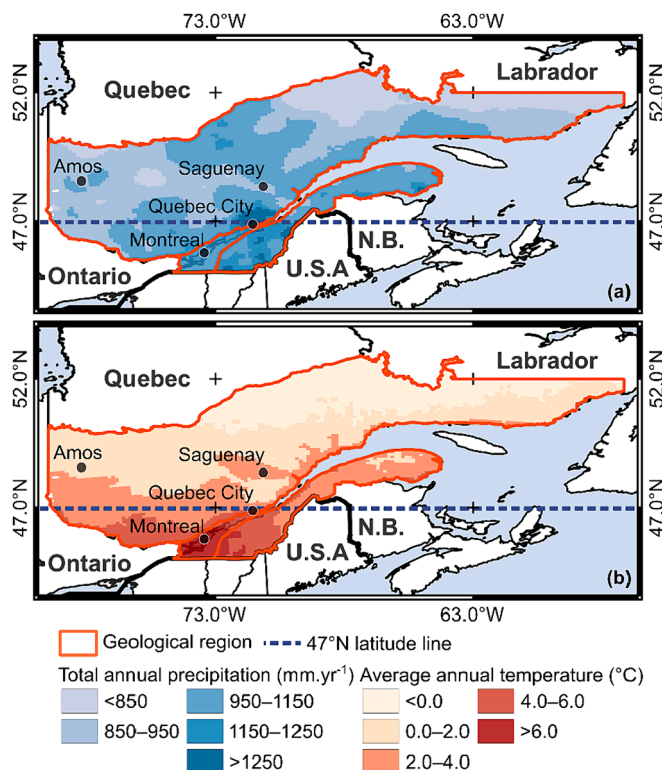 73.0°W 63.0°W
Quebec
Labrador
52.0°N 52.0°N
Amos
Saguenay
Quebec City
47.0°N 47.0°N
Montreal
N.B.
U.S.A
Ontario
(a)
Quebec
Labrador
52.0°N 52.0°N
Amos
Saguenay
Quebec City
47.0°N 47.0°N
Montreal
N.B.
U.S.A
Ontario
(b)
73.0°W 63.0°W
Geological region 47°N latitude line
Total annual precipitation (mm.yr⁻¹) Average annual temperature (°C)
<850 950–1150 <0.0 4.0–6.0
850–950 1150–1250 0.0–2.0 >6.0
>1250 2.0–4.0